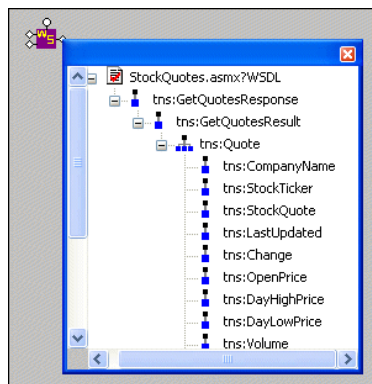 WS
StockQuotes.asmx?WSDL
tns:GetQuotesResponse
tns:GetQuotesResult
tns:Quote
tns:CompanyName
tns:StockTicker
tns:StockQuote
tns:LastUpdated
tns:Change
tns:OpenPrice
tns:DayHighPrice
tns:DayLowPrice
tns:Volume